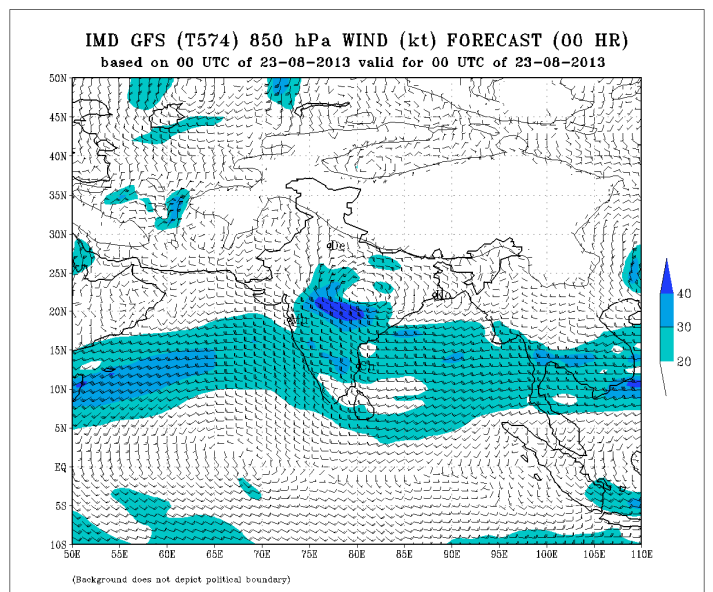 IMD GFS (T574) 850 hPa WIND (kt) FORECAST (00 HR)
based on 00 UTC of 23-08-2013 valid for 00 UTC of 23-08-2013
50N
45N
40N
35N
30N
De
25N
40
20N
30
15N
20
10N
5N
EQ
5S
10S
50E 55E 60E 65E 70E 75E 80E 85E 90E 95E 100E 105E 110E
(Background does not depict political boundary)